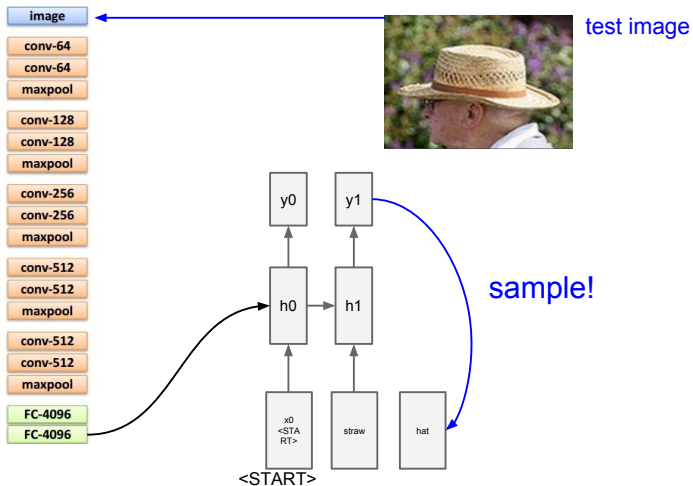 image
test image
conv-64
conv-64
maxpool
conv-128
conv-128
maxpool
conv-256
conv-256
maxpool
conv-512
conv-512
maxpool
conv-512
conv-512
maxpool
FC-4096
FC-4096
y0
y1
sample!
h0
h1
x0
<STA
RT>
straw
hat
<START>